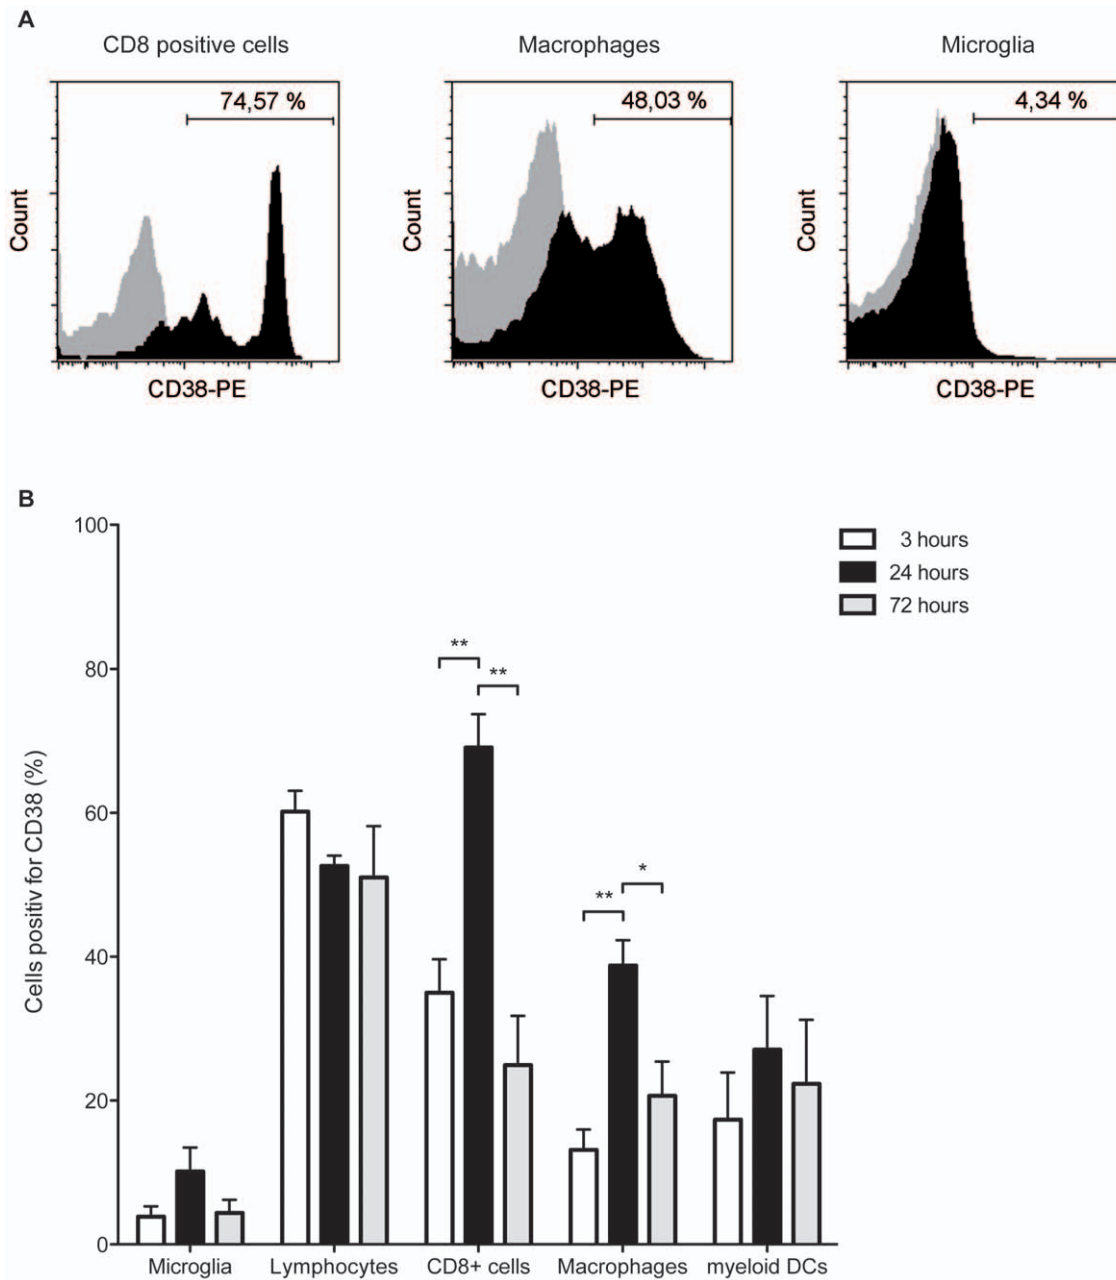 A
CD8 positive cells
Macrophages
Microglia
74,57 %
48,03 %
4,34 %
Count
Count
Count
CD38-PE
CD38-PE
CD38-PE
B
100
80
60
40
20
0
Cells positiv for CD38 (%)
3 hours
24 hours
72 hours
**
**
**
*
Microglia
Lymphocytes
CD8+ cells
Macrophages
myeloid DCs